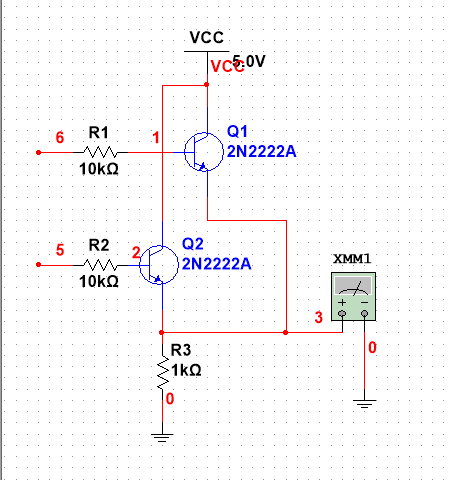 VCC
VCC 5.0V
6 R1 1 Q1
10kΩ 2N2222A
5 R2 2 Q2
10kΩ 2N2222A
XMM1
+ −
3
0
R3
1kΩ
0